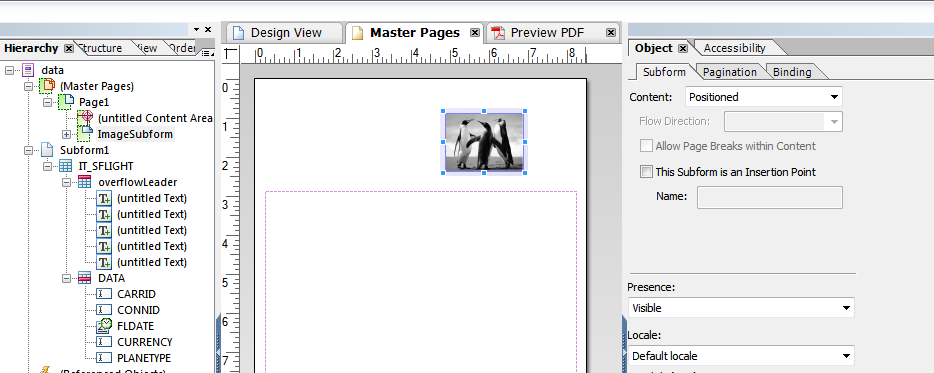 Hierarchy Structure View Order
data
(Master Pages)
Page1
(untitled Content Area
ImageSubform
Subform1
IT_SFLIGHT
overflowLeader
(untitled Text)
(untitled Text)
(untitled Text)
(untitled Text)
(untitled Text)
DATA
CARRID
CONNID
FLDATE
CURRENCY
PLANETYPE
(Referenced Objects)
Design View Master Pages Preview PDF
0 1 2 3 4 5 6 7 8
0
1
2
3
4
5
6
7
Object Accessibility
Subform Pagination Binding
Content: Positioned
Flow Direction:
Allow Page Breaks within Content
This Subform is an Insertion Point
Name:
Presence:
Visible
Locale:
Default locale